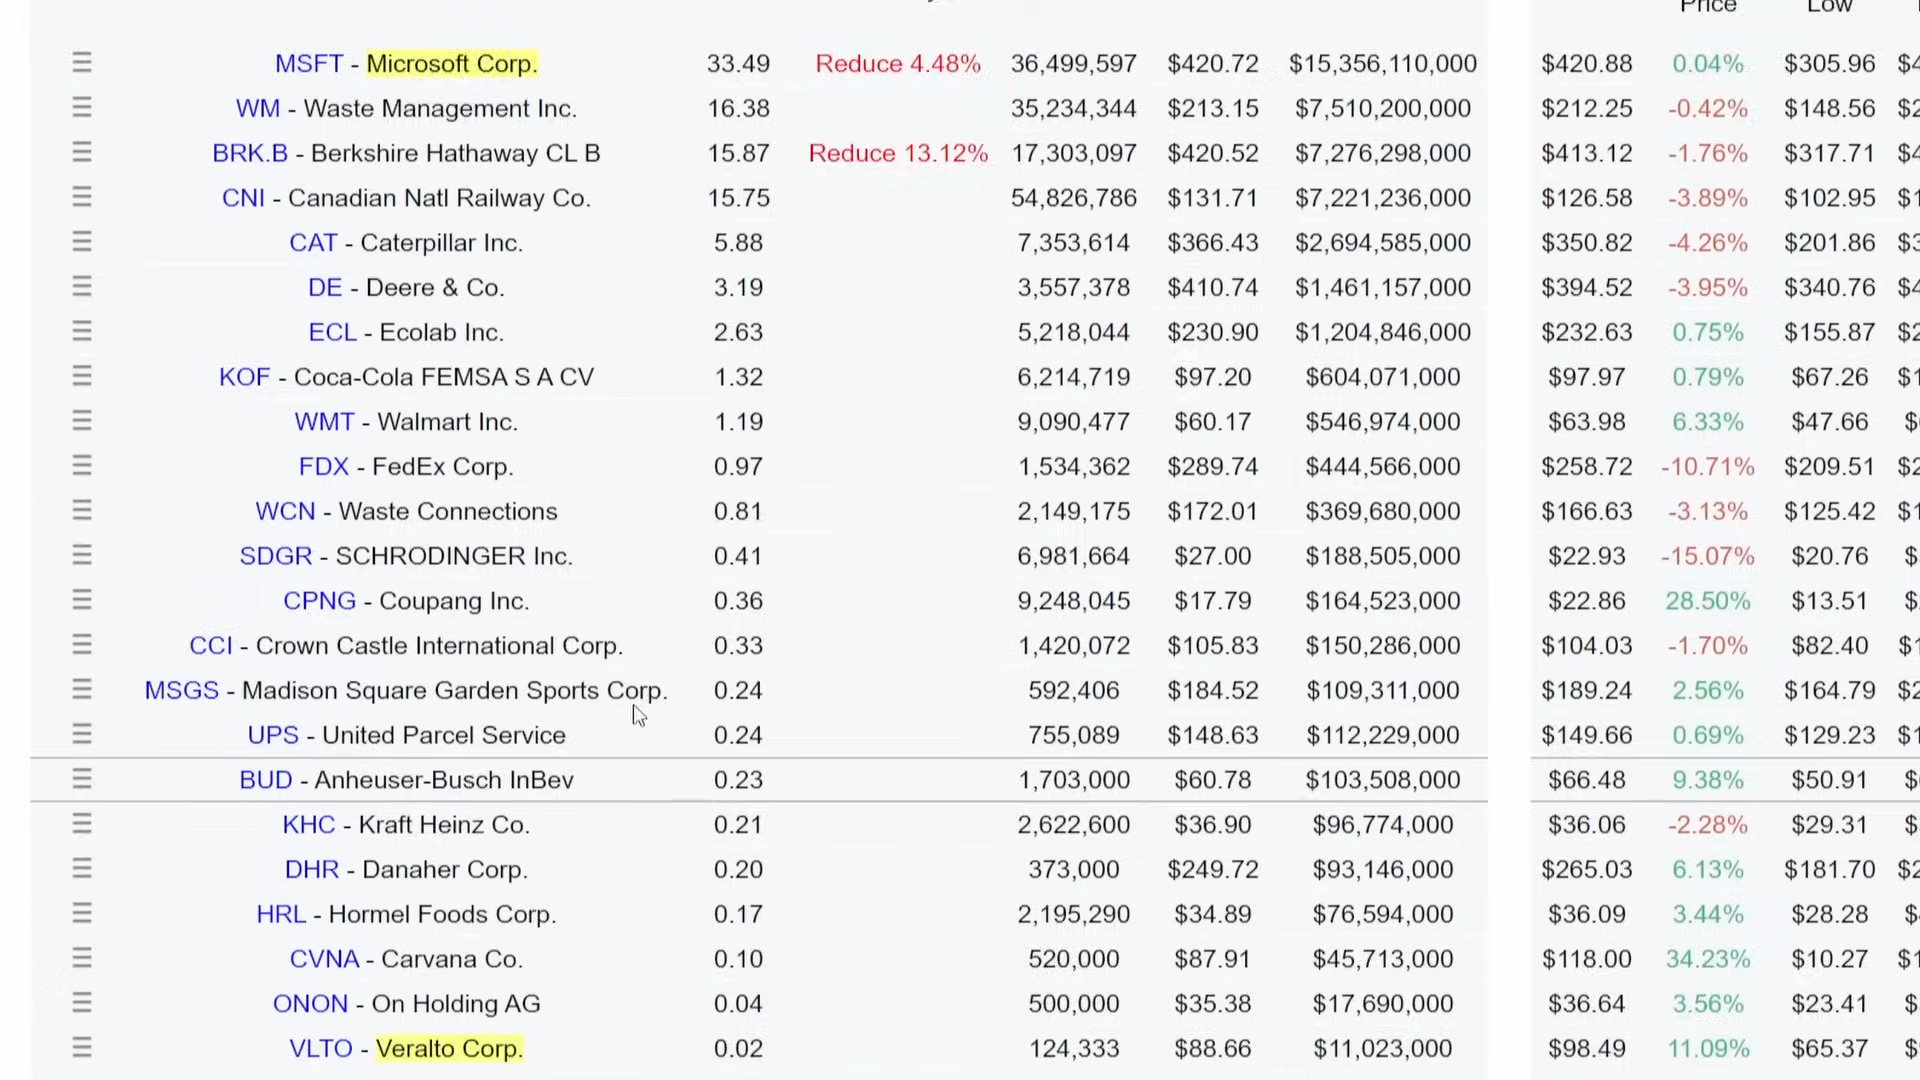 Price Low
MSFT - Microsoft Corp. 33.49 Reduce 4.48% 36,499,597 $420.72 $15,356,110,000 $420.88 0.04% $305.96
WM - Waste Management Inc. 16.38 35,234,344 $213.15 $7,510,200,000 $212.25 -0.42% $148.56
BRK.B - Berkshire Hathaway CL B 15.87 Reduce 13.12% 17,303,097 $420.52 $7,276,298,000 $413.12 -1.76% $317.71
CNI - Canadian Natl Railway Co. 15.75 54,826,786 $131.71 $7,221,236,000 $126.58 -3.89% $102.95
CAT - Caterpillar Inc. 5.88 7,353,614 $366.43 $2,694,585,000 $350.82 -4.26% $201.86
DE - Deere & Co. 3.19 3,557,378 $410.74 $1,461,157,000 $394.52 -3.95% $340.76
ECL - Ecolab Inc. 2.63 5,218,044 $230.90 $1,204,846,000 $232.63 0.75% $155.87
KOF - Coca-Cola FEMSA S A CV 1.32 6,214,719 $97.20 $604,071,000 $97.97 0.79% $67.26
WMT - Walmart Inc. 1.19 9,090,477 $60.17 $546,974,000 $63.98 6.33% $47.66
FDX - FedEx Corp. 0.97 1,534,362 $289.74 $444,566,000 $258.72 -10.71% $209.51
WCN - Waste Connections 0.81 2,149,175 $172.01 $369,680,000 $166.63 -3.13% $125.42
SDGR - SCHRODINGER Inc. 0.41 6,981,664 $27.00 $188,505,000 $22.93 -15.07% $20.76
CPNG - Coupang Inc. 0.36 9,248,045 $17.79 $164,523,000 $22.86 28.50% $13.51
CCI - Crown Castle International Corp. 0.33 1,420,072 $105.83 $150,286,000 $104.03 -1.70% $82.40
MSGS - Madison Square Garden Sports Corp. 0.24 592,406 $184.52 $109,311,000 $189.24 2.56% $164.79
UPS - United Parcel Service 0.24 755,089 $148.63 $112,229,000 $149.66 0.69% $129.23
BUD - Anheuser-Busch InBev 0.23 1,703,000 $60.78 $103,508,000 $66.48 9.38% $50.91
KHC - Kraft Heinz Co. 0.21 2,622,600 $36.90 $96,774,000 $36.06 -2.28% $29.31
DHR - Danaher Corp. 0.20 373,000 $249.72 $93,146,000 $265.03 6.13% $181.70
HRL - Hormel Foods Corp. 0.17 2,195,290 $34.89 $76,594,000 $36.09 3.44% $28.28
CVNA - Carvana Co. 0.10 520,000 $87.91 $45,713,000 $118.00 34.23% $10.27
ONON - On Holding AG 0.04 500,000 $35.38 $17,690,000 $36.64 3.56% $23.41
VLTO - Veralto Corp. 0.02 124,333 $88.66 $11,023,000 $98.49 11.09% $65.37